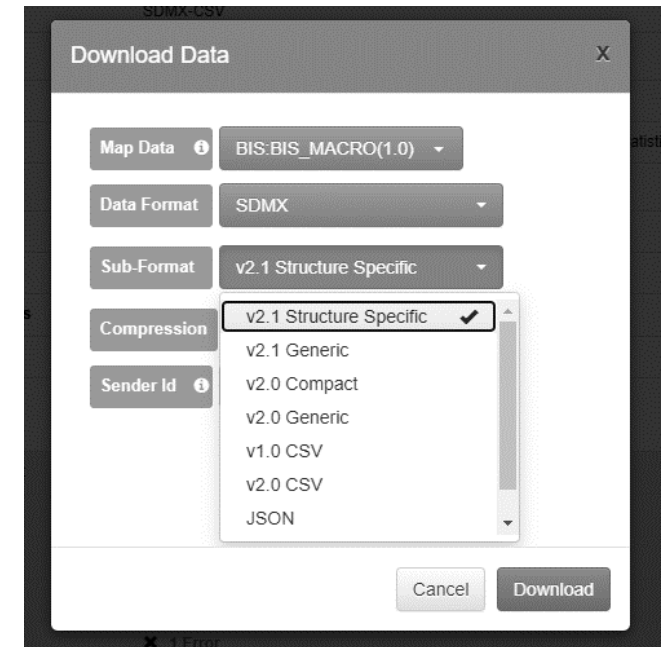 SDMX-CSV
Download Data X
Map Data BIS:BIS_MACRO(1.0)
atisti
Data Format SDMX
Sub-Format v2.1 Structure Specific
s
v2.1 Structure Specific
Compression
v2.1 Generic
Sender Id
v2.0 Compact
v2.0 Generic
v1.0 CSV
v2.0 CSV
JSON
Cancel Download
1 Error